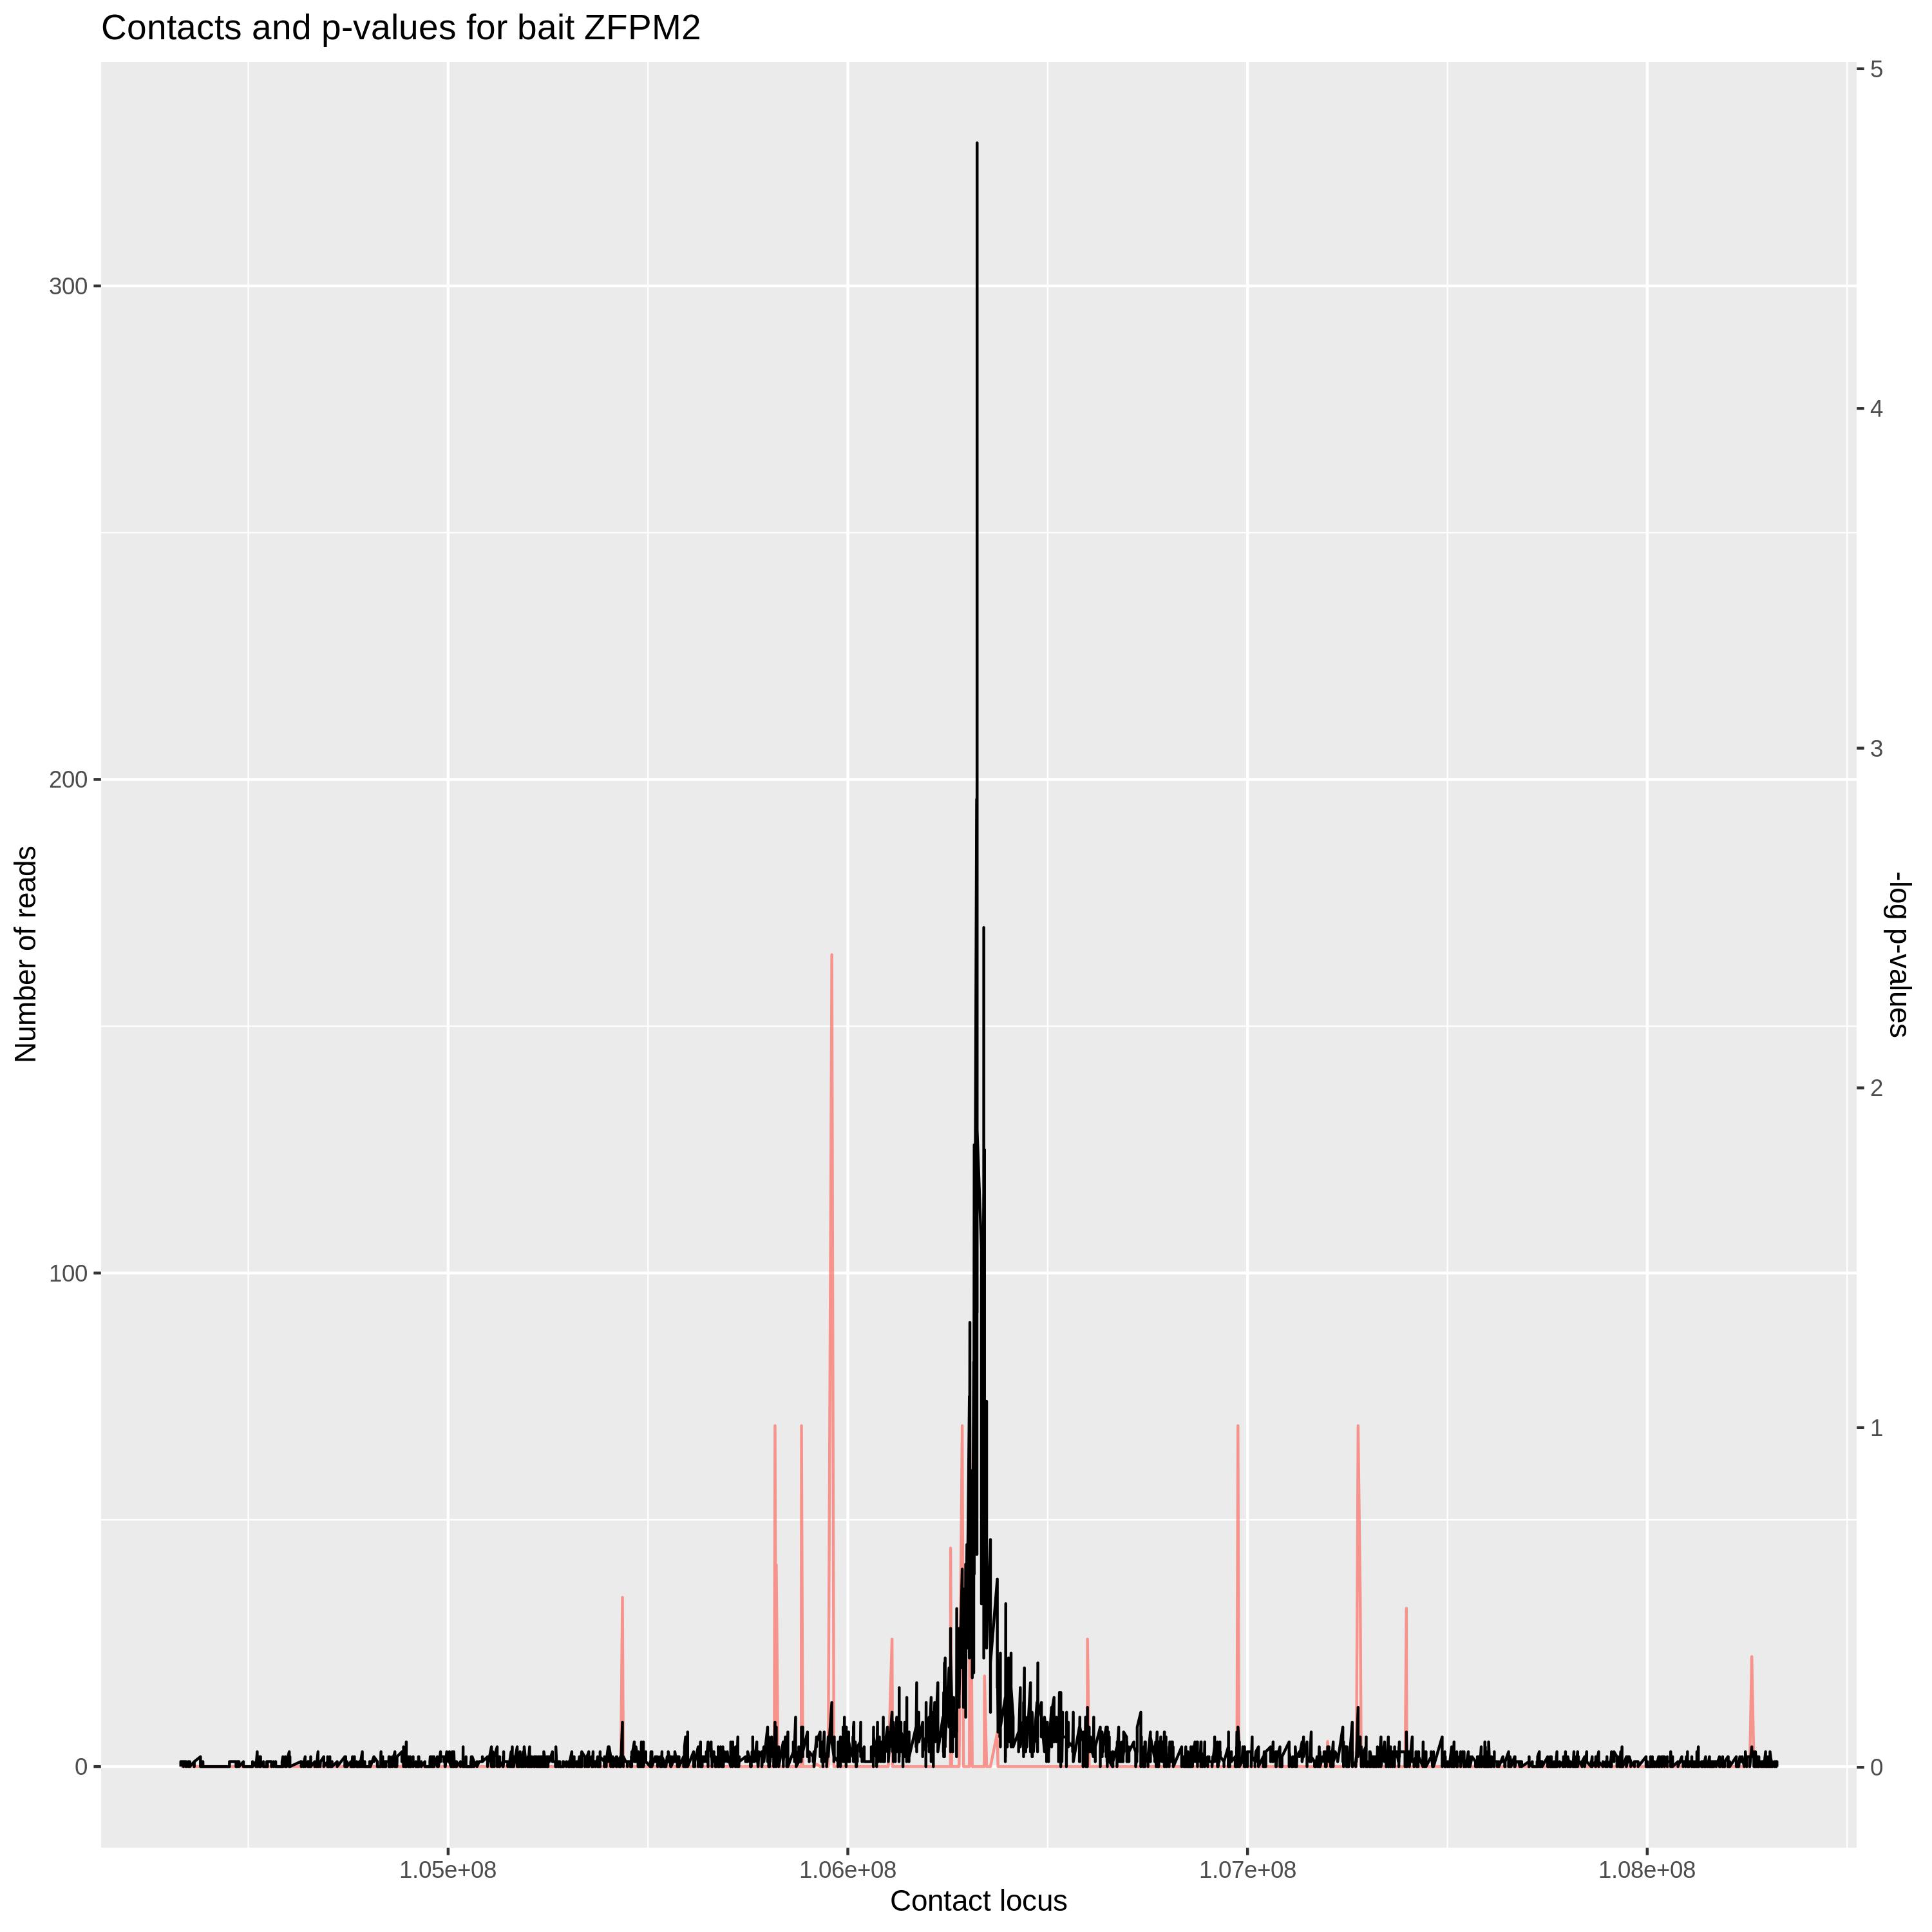 Contacts and p-values for bait ZFPM2
5
4
3
2
1
0
300
200
100
0
Number of reads
-log p-values
1.05e+08 1.06e+08 1.07e+08 1.08e+08
Contact locus